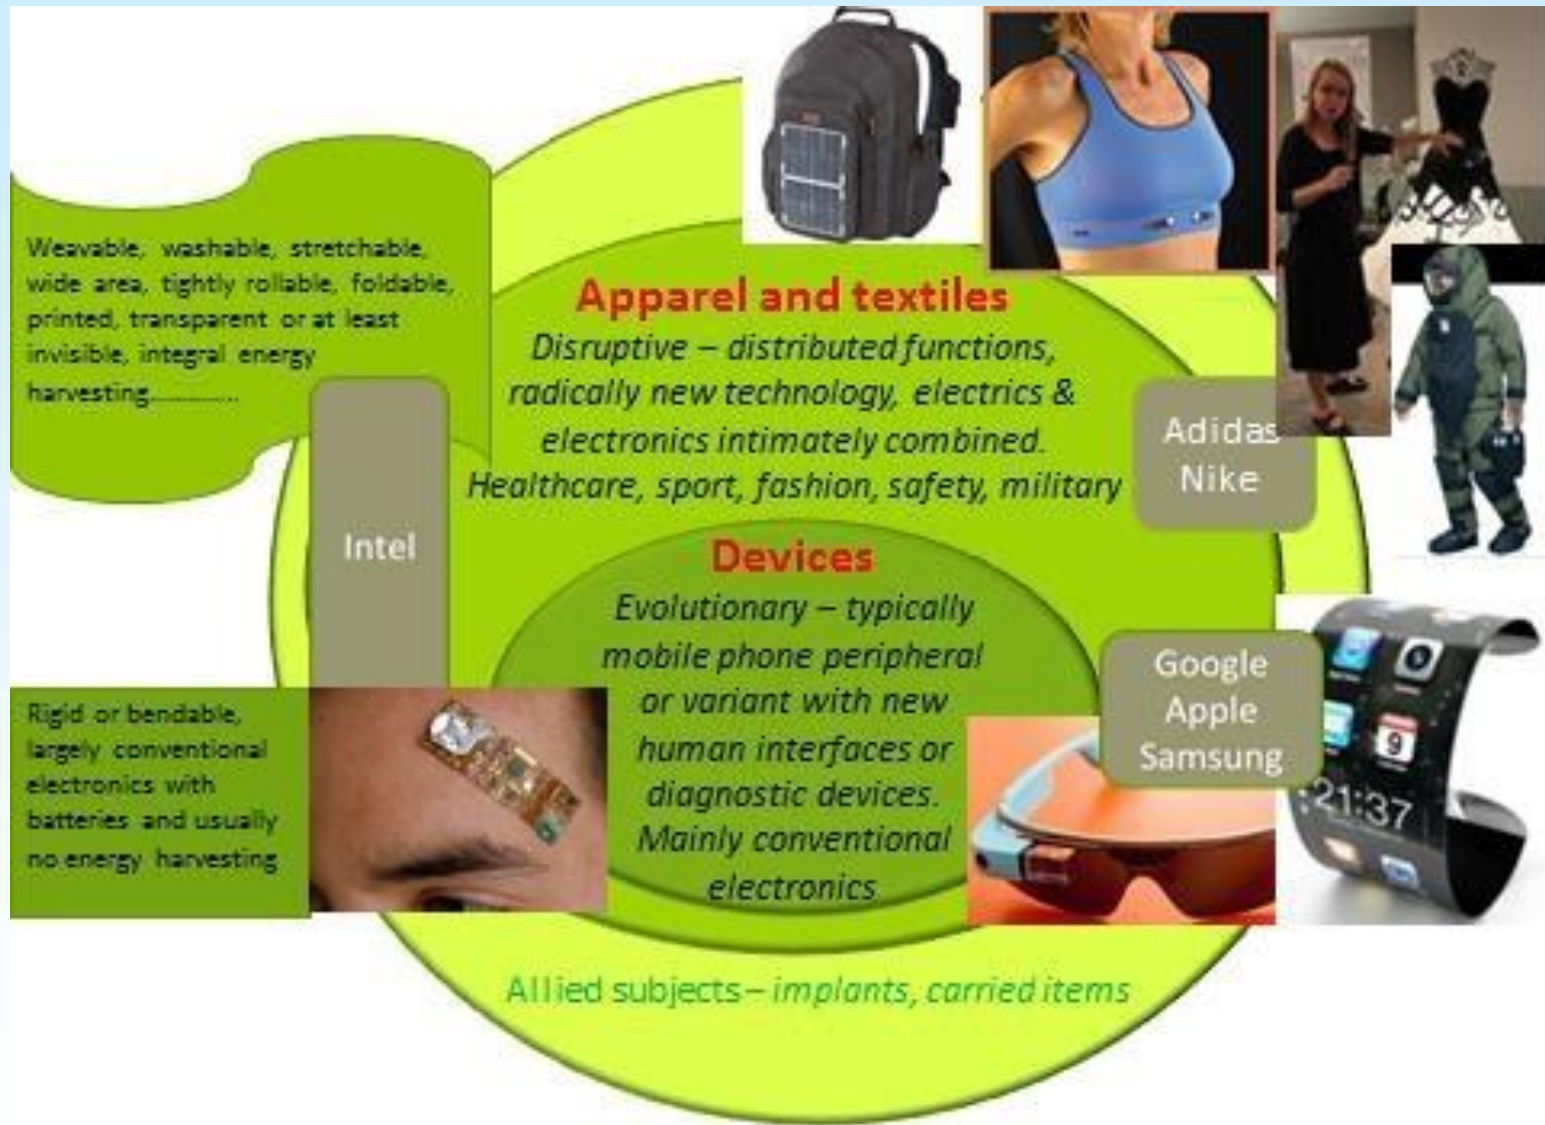 Weavable, washable, stretchable,
wide area, tightly rollable, foldable,
printed, transparent or at least
invisible, integral energy
harvesting..............
Apparel and textiles
Disruptive – distributed functions,
radically new technology, electrics &
electronics intimately combined.
Healthcare, sport, fashion, safety, military
Adidas
Nike
Intel
Devices
Evolutionary – typically
mobile phone peripheral
or variant with new
human interfaces or
diagnostic devices.
Mainly conventional
electronics
Google
Apple
Samsung
Rigid or bendable,
largely conventional
electronics with
batteries and usually
no energy harvesting
9
21:37
Allied subjects – implants, carried items